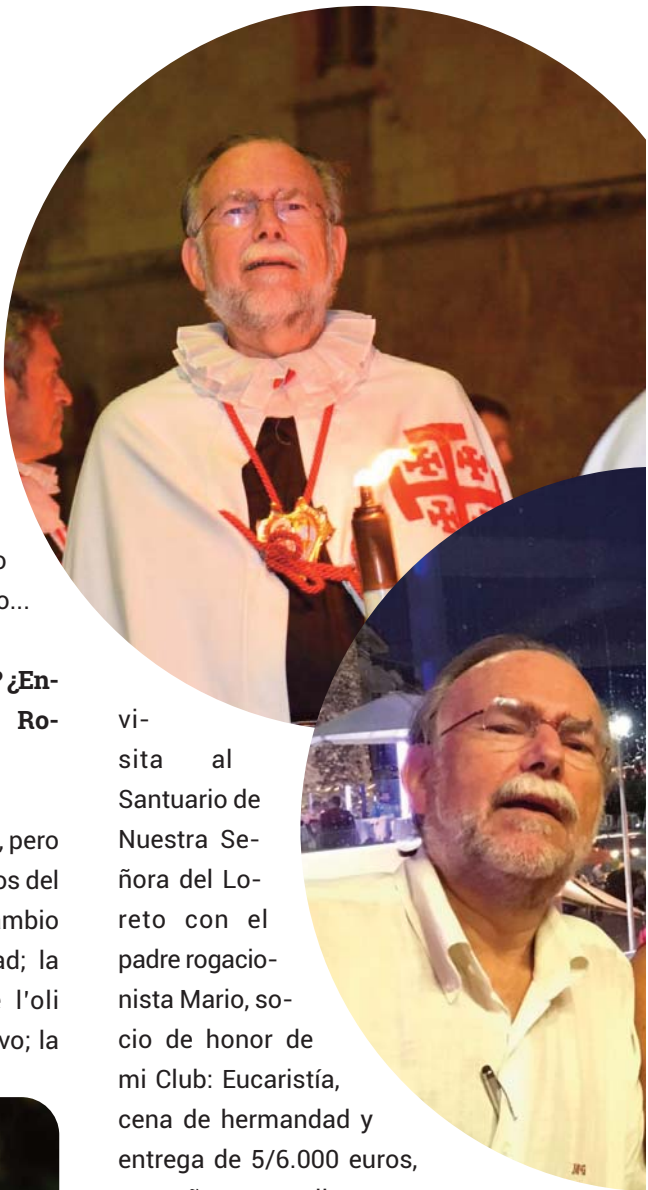 o...
¿En-
Ro-
, pero
os del
ambio
ad; la
l'oli
vo; la
vi-
sita al
Santuario de
Nuestra Se-
ñora del Lo-
reto con el
padre rogacio-
nista Mario, so-
cio de honor de
mi Club: Eucaristía,
cena de hermandad y
entrega de 5/6.000 euros,